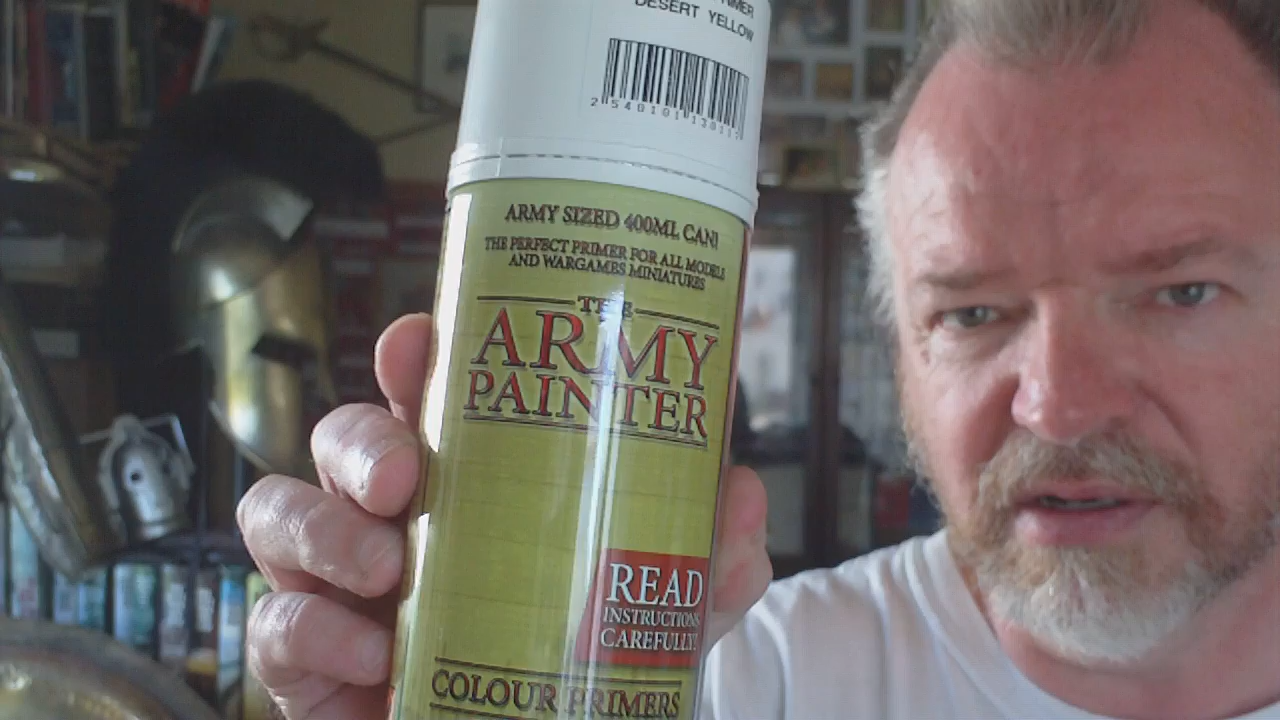 DESERT YELLOW
ARMY SIZED 400ML CAN!
THE PERFECT PRIMER FOR ALL MODELS
AND WARGAMES MINIATURES
THE
ARMY
PAINTER
READ
INSTRUCTIONS
CAREFULLY!
COLOUR PRIMERS